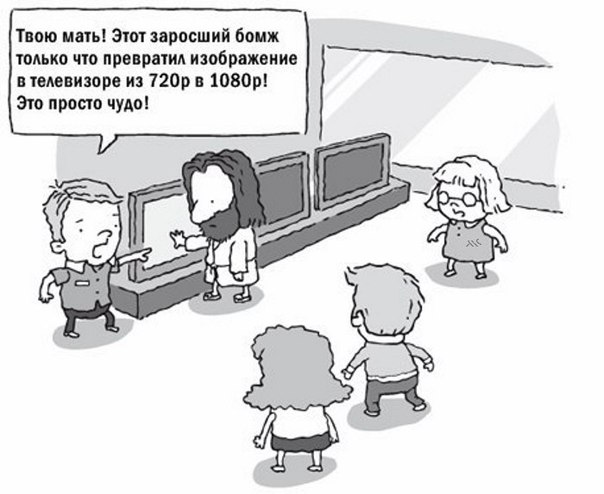 Твою мать! Этот заросший бомж
только что превратил изображение
в телевизоре из 720p в 1080p!
Это просто чудо!